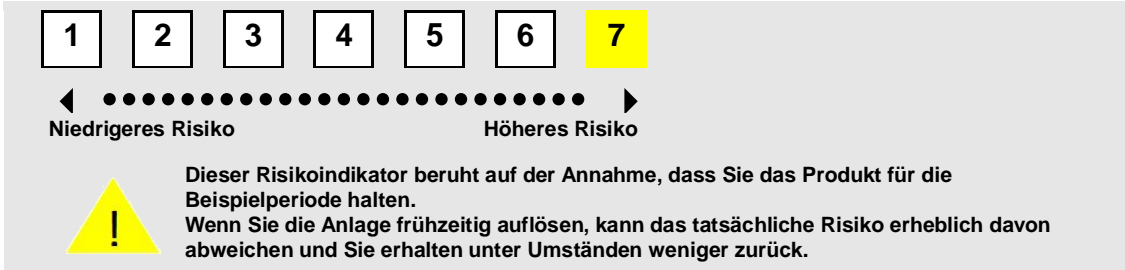 1 2 3 4 5 6 7
Niedrigeres Risiko Höheres Risiko
Dieser Risikoindikator beruht auf der Annahme, dass Sie das Produkt für die
Beispielperiode halten.
Wenn Sie die Anlage frühzeitig auflösen, kann das tatsächliche Risiko erheblich davon
abweichen und Sie erhalten unter Umständen weniger zurück.
!